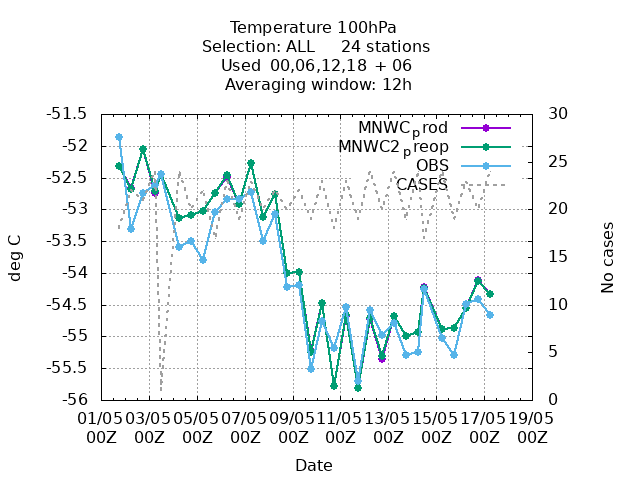 Temperature 100hPa
Selection: ALL 24 stations
Used 00,06,12,18 + 06
Averaging window: 12h
-51.5 30
MNWCprod
-52 MNWC2preop
OBS 25
-52.5 CASES
-53 20
-53.5
15
-54
-54.5 10
-55
5
-55.5
-56 0
deg C
No cases
01/05 03/05 05/05 07/05 09/05 11/05 13/05 15/05 17/05 19/05
00Z 00Z 00Z 00Z 00Z 00Z 00Z 00Z 00Z 00Z
Date